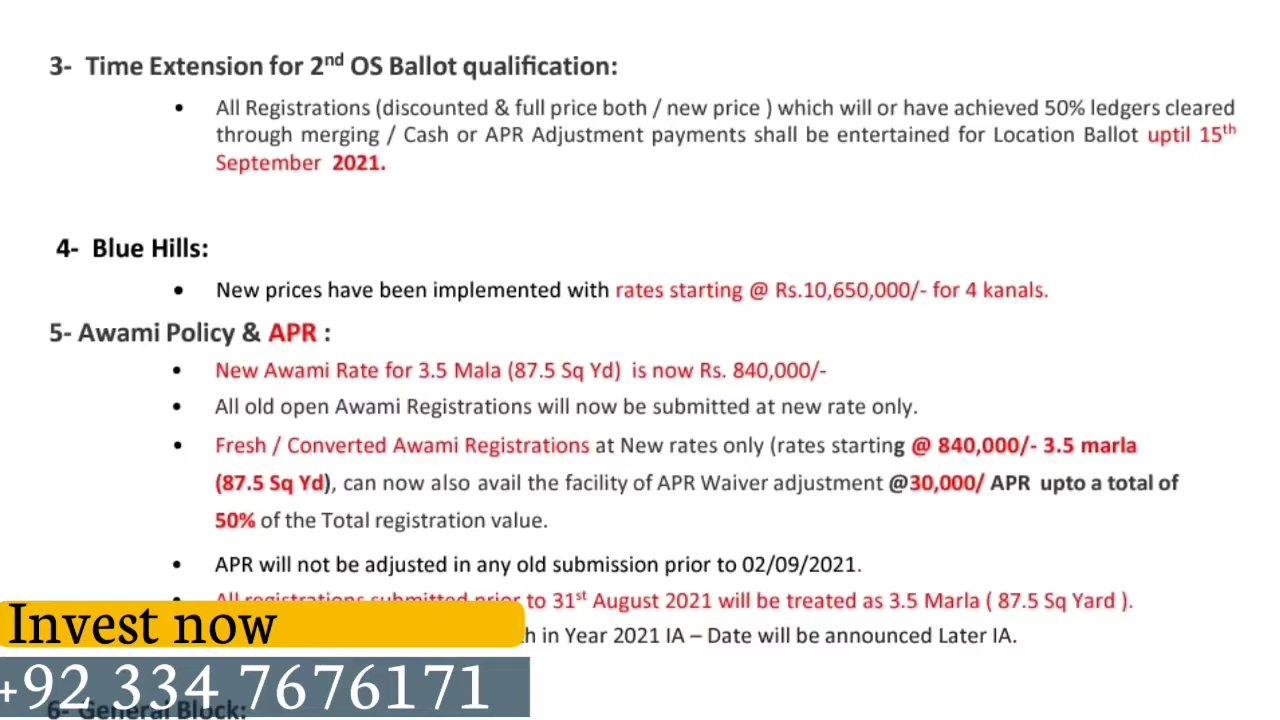 3- Time Extension for 2nd OS Ballot qualification:
• All Registrations (discounted & full price both / new price ) which will or have achieved 50% ledgers cleared
through merging / Cash or APR Adjustment payments shall be entertained for Location Ballot uptil 15th
September 2021.
4- Blue Hills:
• New prices have been implemented with rates starting @ Rs.10,650,000/- for 4 kanals.
5- Awami Policy & APR :
• New Awami Rate for 3.5 Mala (87.5 Sq Yd) is now Rs. 840,000/-
• All old open Awami Registrations will now be submitted at new rate only.
• Fresh / Converted Awami Registrations at New rates only (rates starting @ 840,000/- 3.5 marla
(87.5 Sq Yd), can now also avail the facility of APR Waiver adjustment @30,000/ APR upto a total of
50% of the Total registration value.
• APR will not be adjusted in any old submission prior to 02/09/2021.
• All registrations submitted prior to 31st August 2021 will be treated as 3.5 Marla ( 87.5 Sq Yard ).
in Year 2021 IA – Date will be announced Later IA.
Invest now
+92 334 7676171
6- General Block: